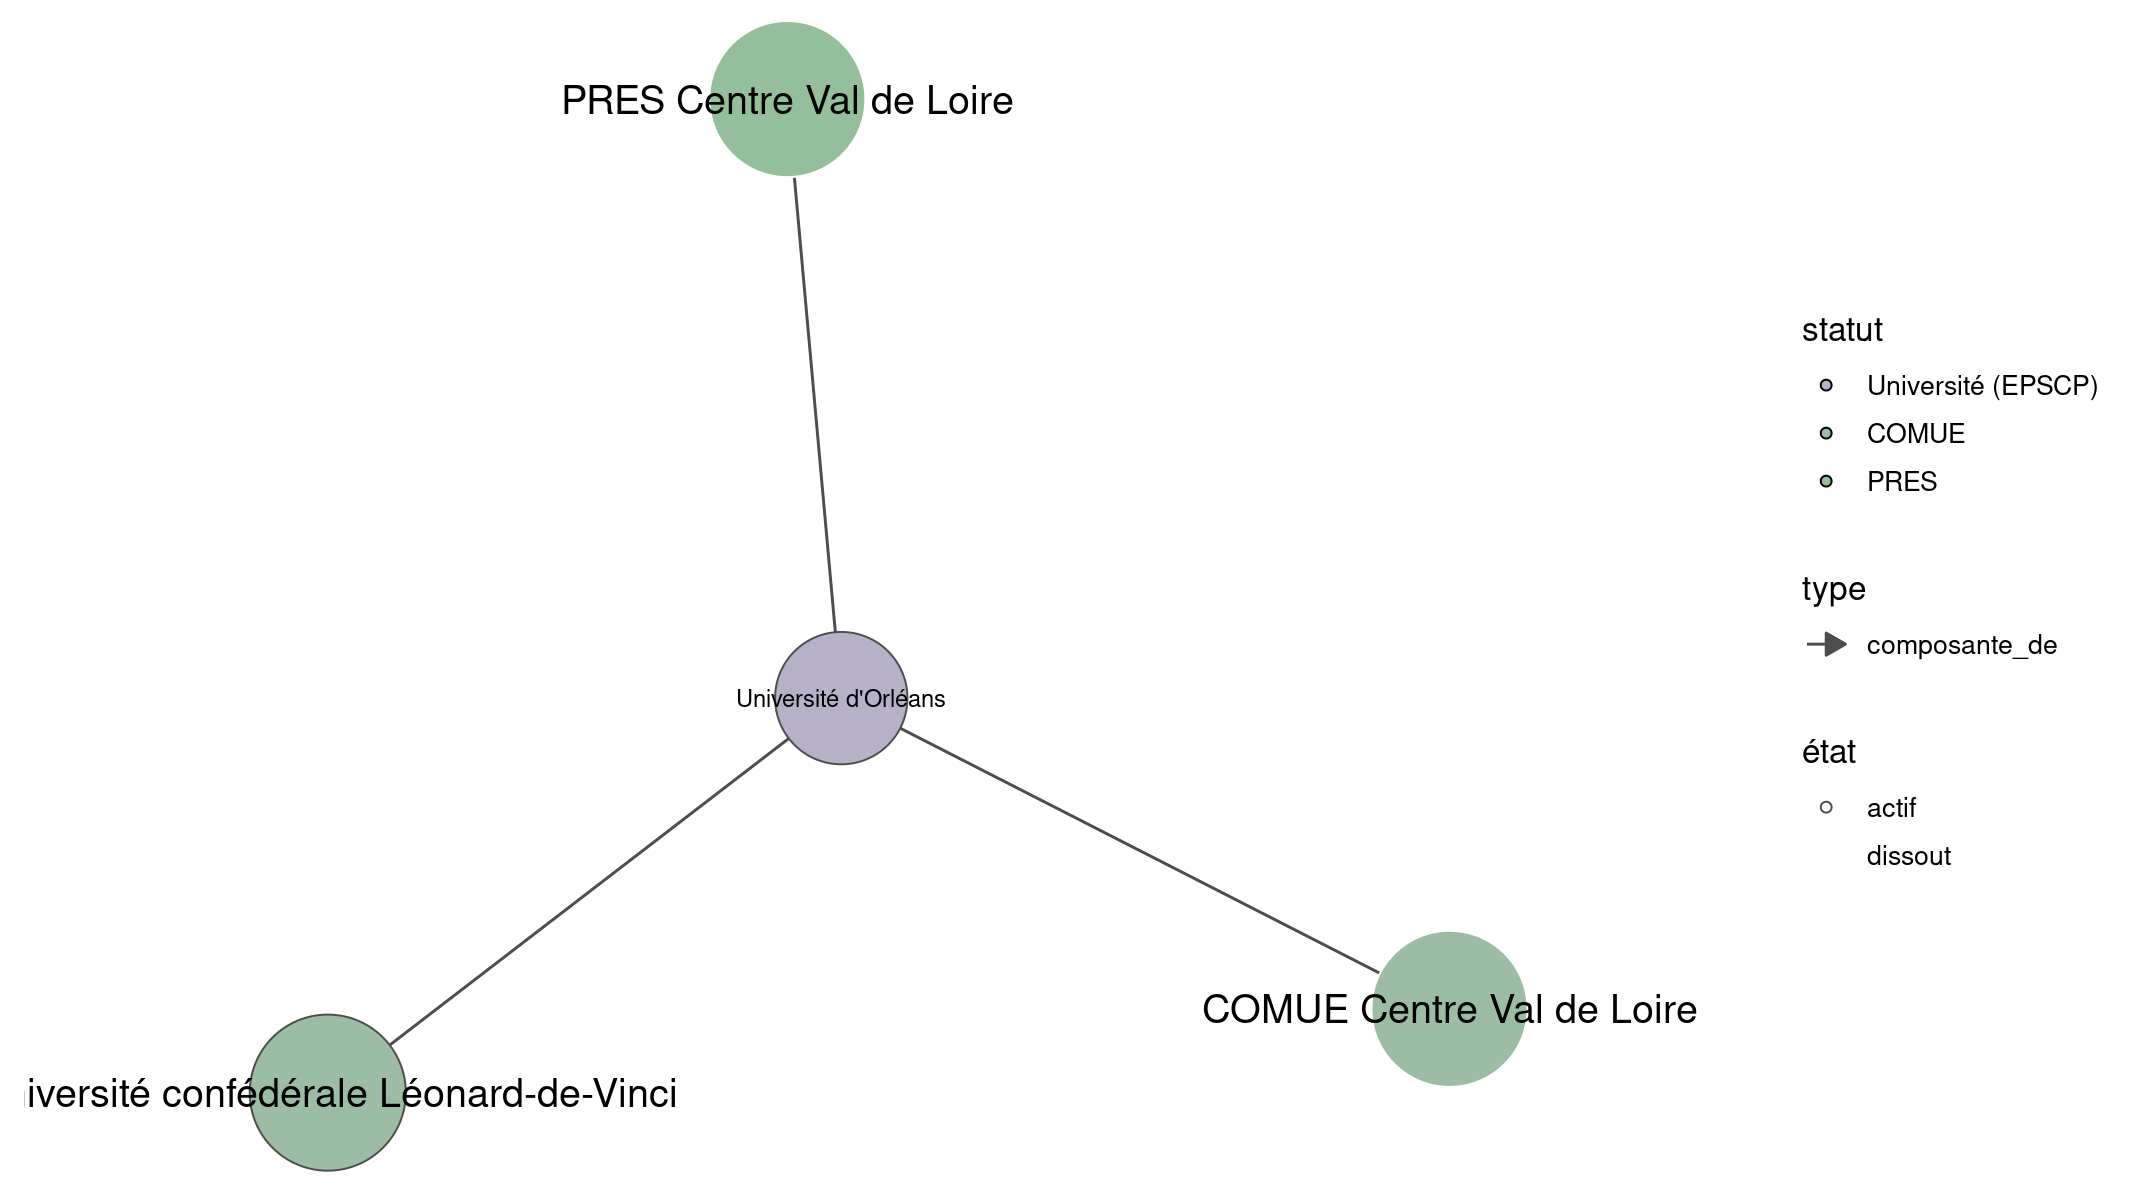 PRES Centre Val de Loire
statut
Université (EPSCP)
COMUE
PRES
type
composante_de
Université d'Orléans
état
actif
dissout
COMUE Centre Val de Loire
iversité confédérale Léonard-de-Vinci